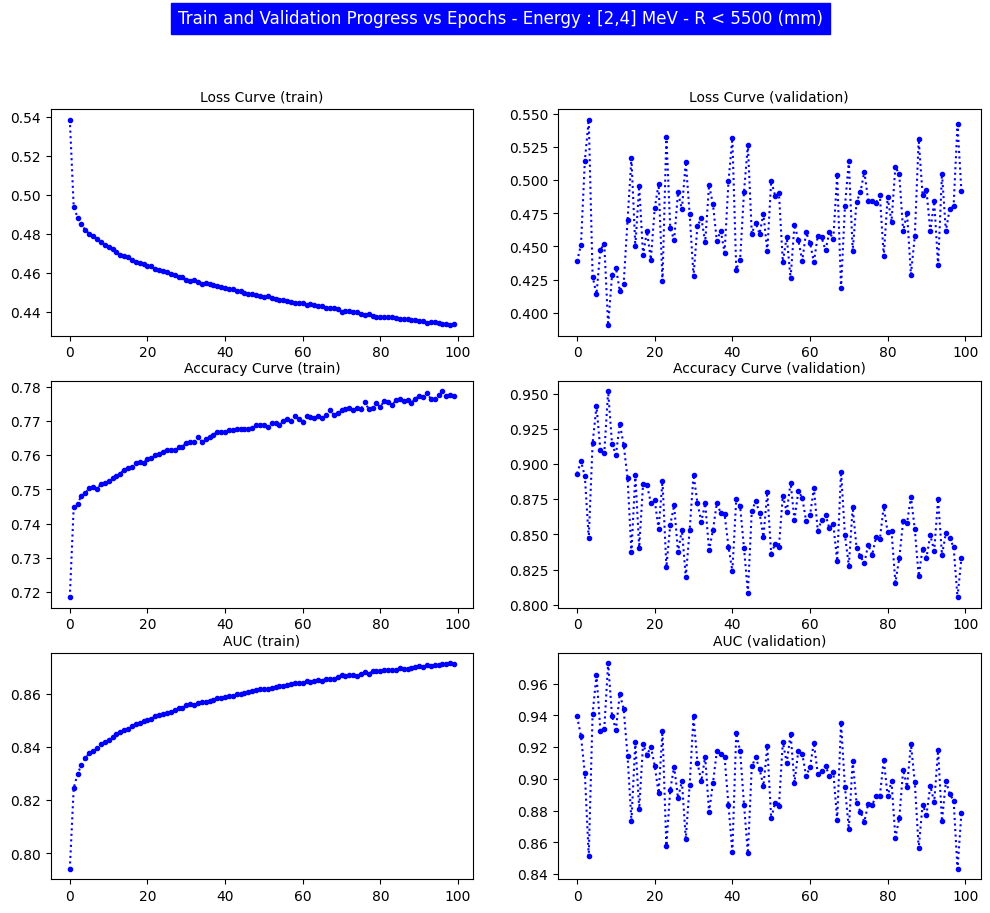 Train and Validation Progress vs Epochs - Energy : [2,4] MeV - R < 5500 (mm)
Loss Curve (train)
0.54
0.52
0.50
0.48
0.46
0.44
0 20 40 60 80 100
Loss Curve (validation)
0.550
0.525
0.500
0.475
0.450
0.425
0.400
0 20 40 60 80 100
Accuracy Curve (train)
0.78
0.77
0.76
0.75
0.74
0.73
0.72
0 20 40 60 80 100
Accuracy Curve (validation)
0.950
0.925
0.900
0.875
0.850
0.825
0.800
0 20 40 60 80 100
AUC (train)
0.86
0.84
0.82
0.80
0 20 40 60 80 100
AUC (validation)
0.96
0.94
0.92
0.90
0.88
0.86
0.84
0 20 40 60 80 100